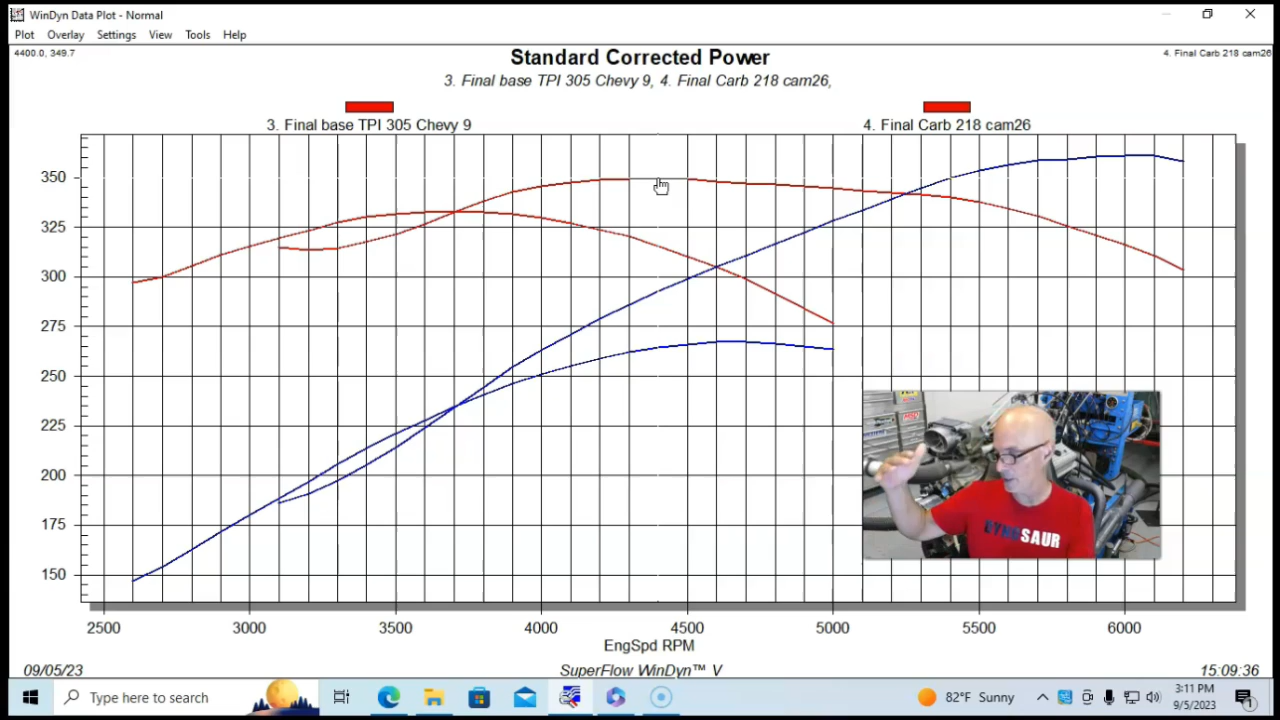 WinDyn Data Plot - Normal
Plot Overlay Settings View Tools Help
4400.0, 349.7
4. Final Carb 218 cam26
Standard Corrected Power
3. Final base TPI 305 Chevy 9, 4. Final Carb 218 cam26,
3. Final base TPI 305 Chevy 9
4. Final Carb 218 cam26
350
325
300
275
250
225
200
175
150
DYNOSAUR
2500 3000 3500 4000 4500 5000 5500 6000
EngSpd RPM
09/05/23
SuperFlow WinDyn™ V
15:09:36
Type here to search
82°F Sunny
3:11 PM
9/5/2023
1